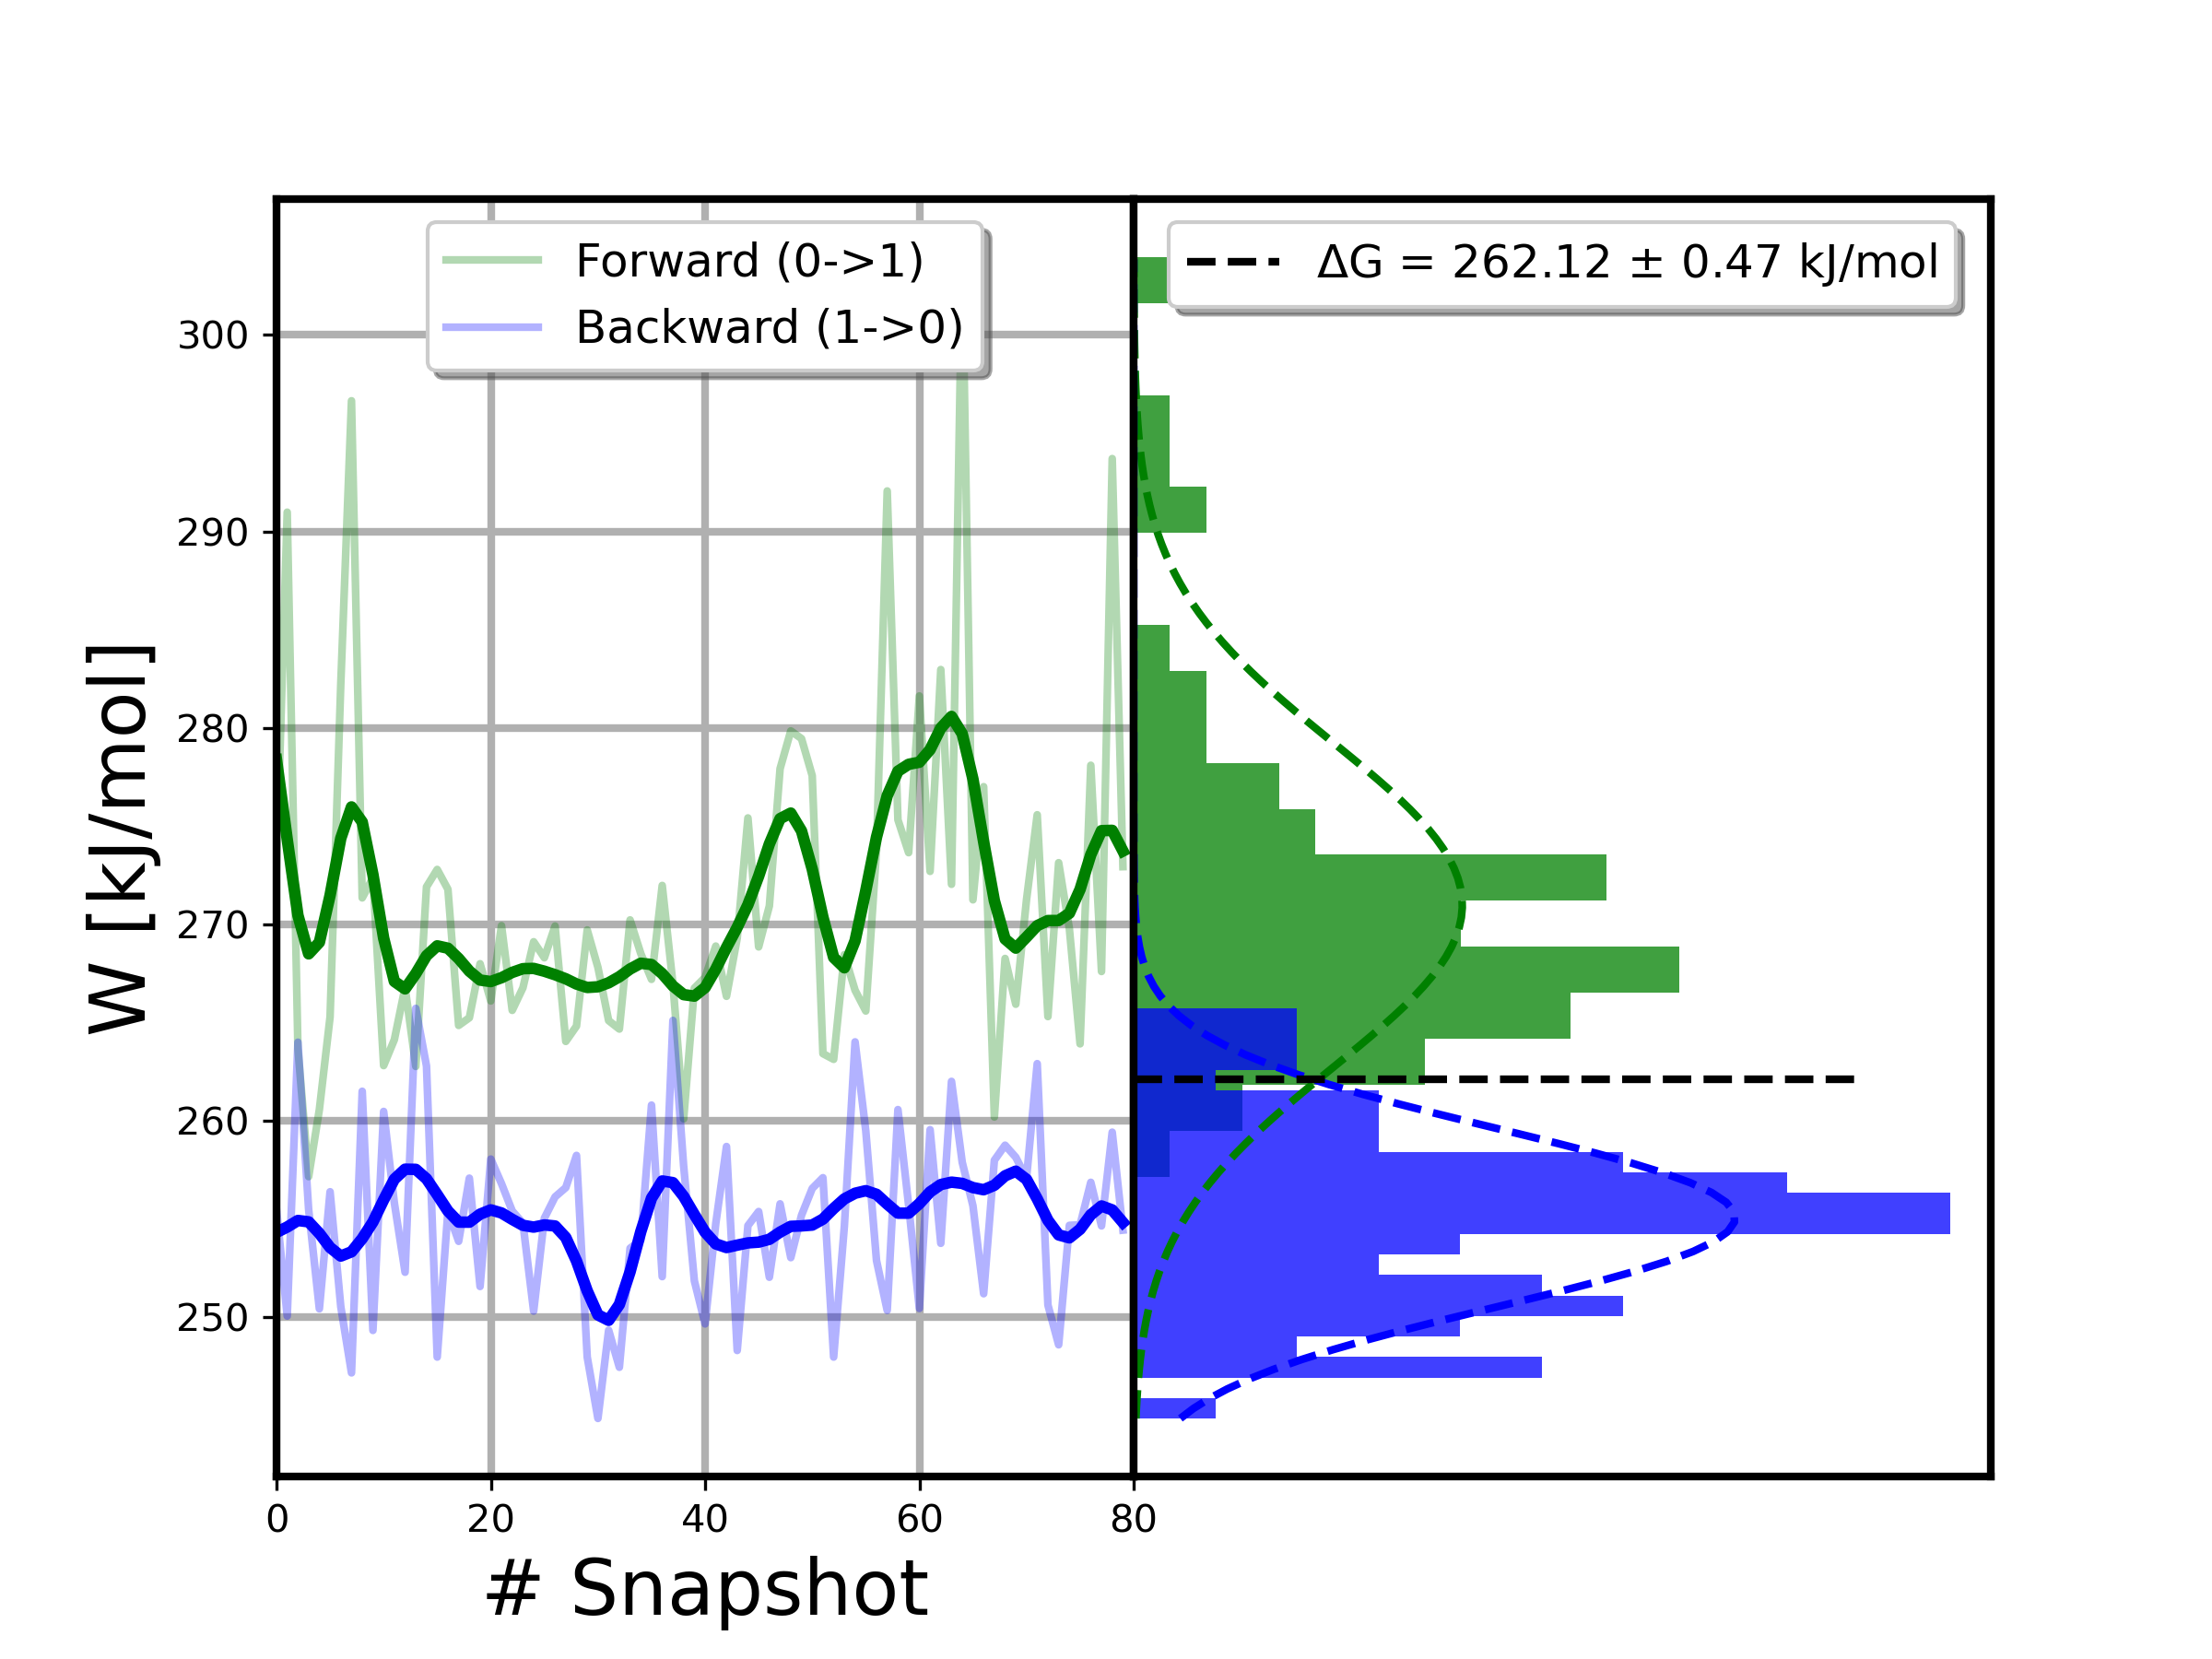 Forward (0->1)
Backward (1->0)
ΔG = 262.12 ± 0.47 kJ/mol
W [kJ/mol]
300
290
280
270
260
250
0 20 40 60 80
# Snapshot